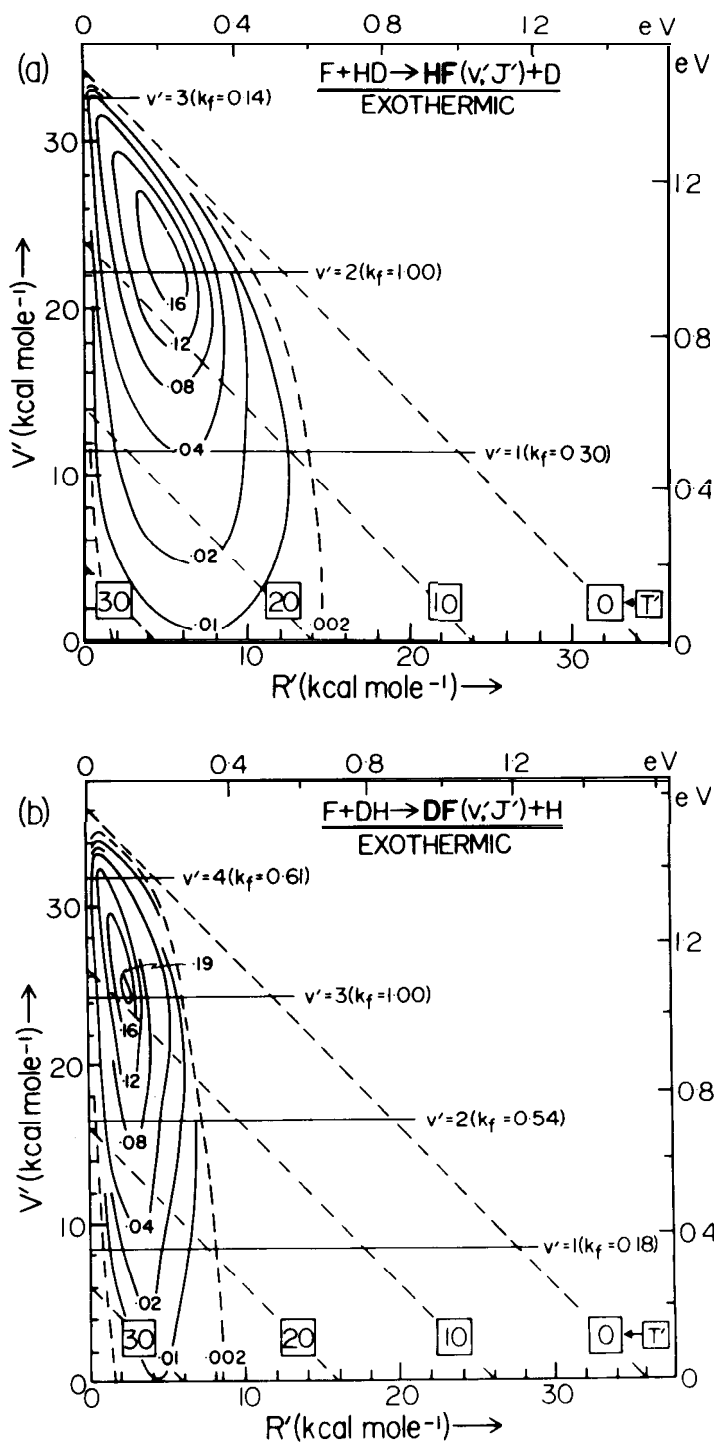 0 0.4 0.8 1.2 eV
(a) F+HD→HF(v',J')+D eV
EXOTHERMIC
v'=3(kf=0.14)
30
1.2
v'=2(kf=1.00)
.16
20
.12
0.8
.08
V'(kcal mole⁻¹)→
.04 v'=1(kf=0.30)
10
0.4
.02
30 20 10 0 ←T'
.01 .002
0 0
0 10 20 30
R'(kcal mole⁻¹)→
0 0.4 0.8 1.2 eV
(b) F+DH→DF(v',J')+H eV
EXOTHERMIC
v'=4(kf=0.61)
30
1.2
.19
v'=3(kf=1.00)
.16
20
.12
0.8
v'=2(kf=0.54)
.08
V'(kcal mole⁻¹)→
10
.04
0.4
v'=1(kf=0.18)
.02
30 20 10 0 ←T'
.01 .002
0 0
0 10 20 30
R'(kcal mole⁻¹)→